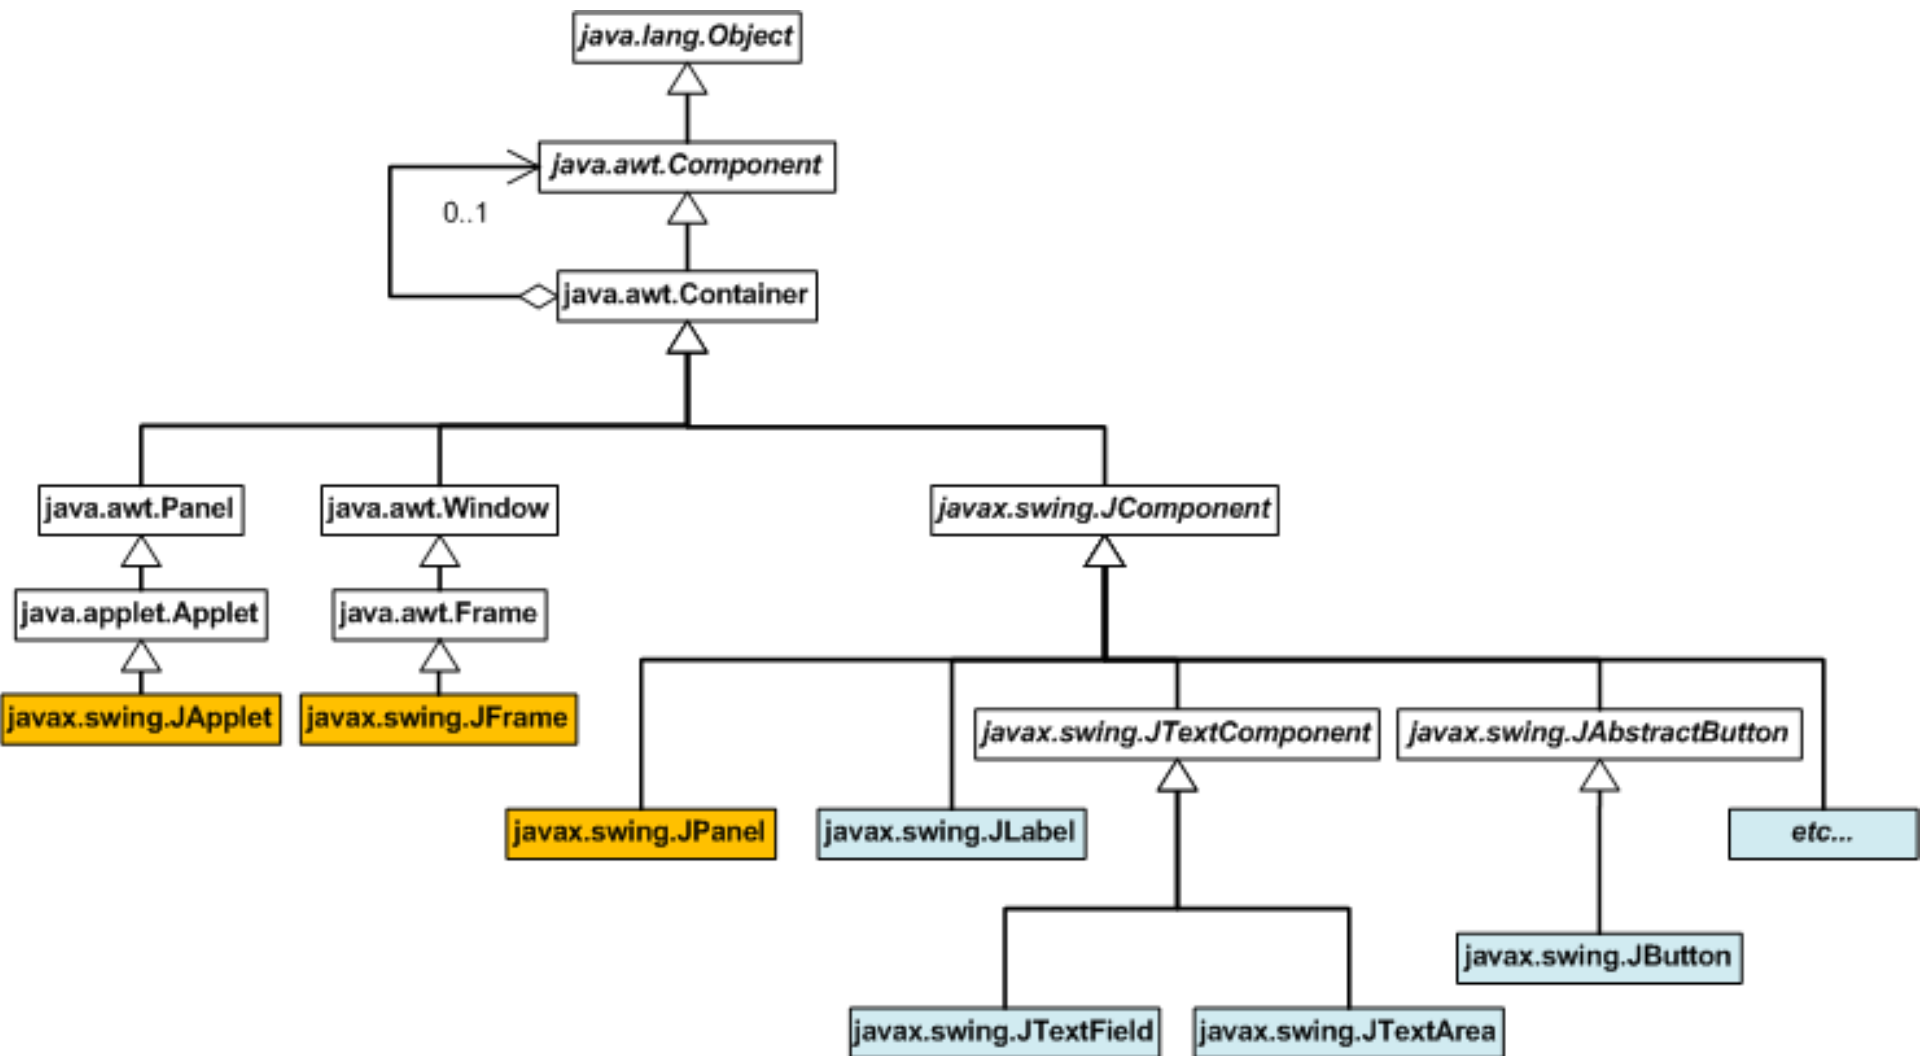 java.lang.Object
java.awt.Component
0..1
java.awt.Container
java.awt.Panel
java.awt.Window
javax.swing.JComponent
java.applet.Applet
java.awt.Frame
javax.swing.JApplet
javax.swing.JFrame
javax.swing.JTextComponent
javax.swing.JAbstractButton
javax.swing.JPanel
javax.swing.JLabel
etc...
javax.swing.JButton
javax.swing.JTextField
javax.swing.JTextArea